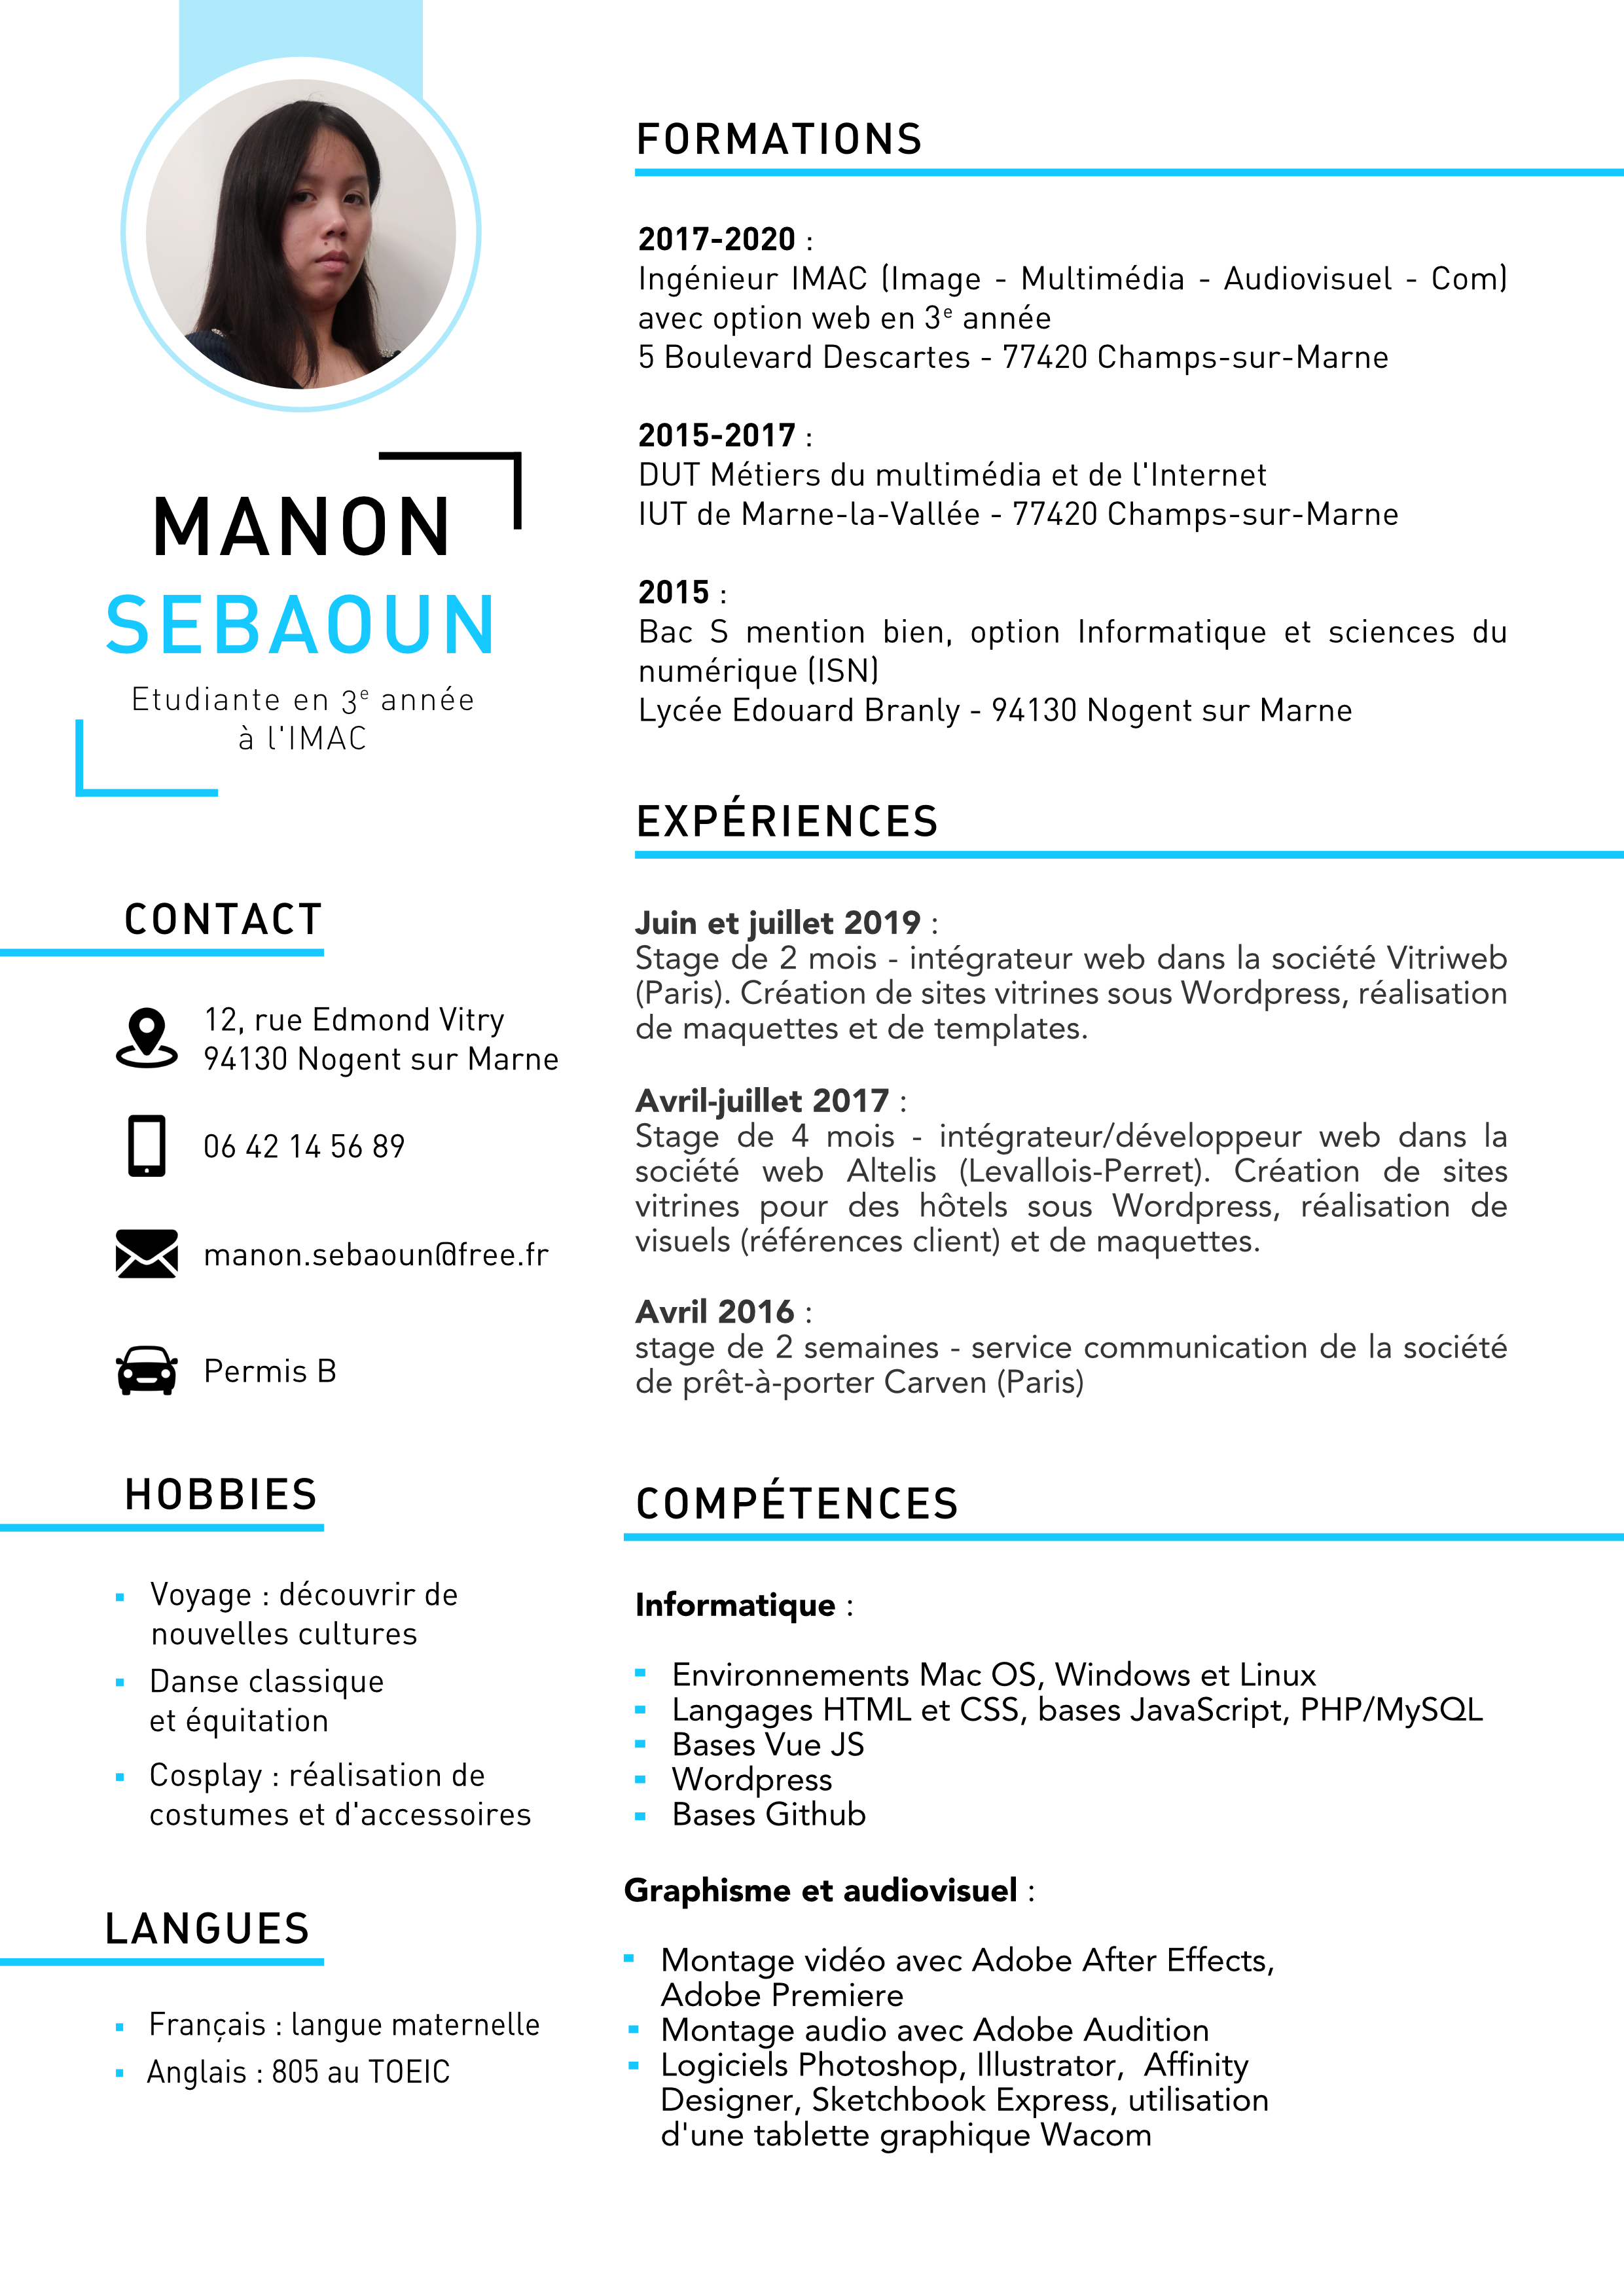 MANON
SEBAOUN
Etudiante en 3e année
à l'IMAC
CONTACT
12, rue Edmond Vitry
94130 Nogent sur Marne
06 42 14 56 89
manon.sebaoun@free.fr
Permis B
HOBBIES
Voyage : découvrir de
nouvelles cultures
Danse classique
et équitation
Cosplay : réalisation de
costumes et d'accessoires
LANGUES
Français : langue maternelle
Anglais : 805 au TOEIC
FORMATIONS
2017-2020 :
Ingénieur IMAC (Image - Multimédia - Audiovisuel - Com)
avec option web en 3e année
5 Boulevard Descartes - 77420 Champs-sur-Marne
2015-2017 :
DUT Métiers du multimédia et de l'Internet
IUT de Marne-la-Vallée - 77420 Champs-sur-Marne
2015 :
Bac S mention bien, option Informatique et sciences du
numérique (ISN)
Lycée Edouard Branly - 94130 Nogent sur Marne
EXPÉRIENCES
Juin et juillet 2019 :
Stage de 2 mois - intégrateur web dans la société Vitriweb
(Paris). Création de sites vitrines sous Wordpress, réalisation
de maquettes et de templates.
Avril-juillet 2017 :
Stage de 4 mois - intégrateur/développeur web dans la
société web Altelis (Levallois-Perret). Création de sites
vitrines pour des hôtels sous Wordpress, réalisation de
visuels (références client) et de maquettes.
Avril 2016 :
stage de 2 semaines - service communication de la société
de prêt-à-porter Carven (Paris)
COMPÉTENCES
Informatique :
Environnements Mac OS, Windows et Linux
Langages HTML et CSS, bases JavaScript, PHP/MySQL
Bases Vue JS
Wordpress
Bases Github
Graphisme et audiovisuel :
Montage vidéo avec Adobe After Effects,
Adobe Premiere
Montage audio avec Adobe Audition
Logiciels Photoshop, Illustrator, Affinity
Designer, Sketchbook Express, utilisation
d'une tablette graphique Wacom